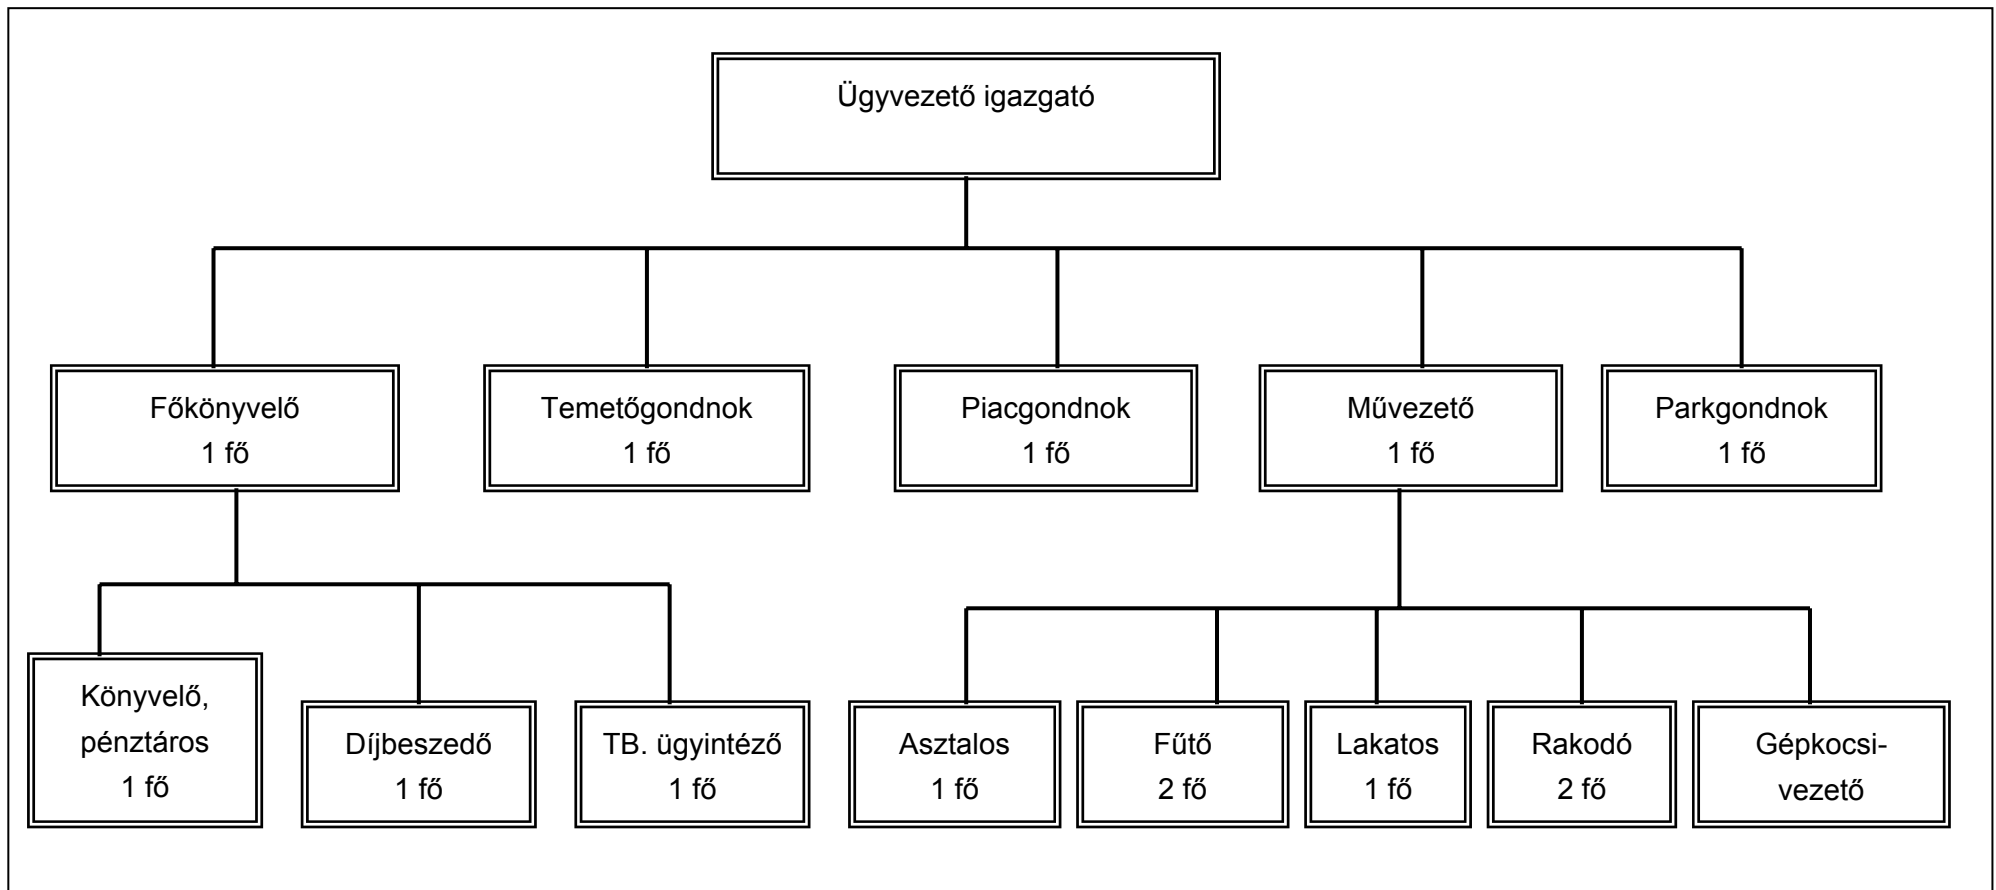 Ügyvezető igazgató
Főkönyvelő
1 fő
Temetőgondnok
1 fő
Piacgondnok
1 fő
Művezető
1 fő
Parkgondnok
1 fő
Könyvelő,
pénztáros
1 fő
Díjbeszedő
1 fő
TB. ügyintéző
1 fő
Asztalos
1 fő
Fűtő
2 fő
Lakatos
1 fő
Rakodó
2 fő
Gépkocsi-
vezető